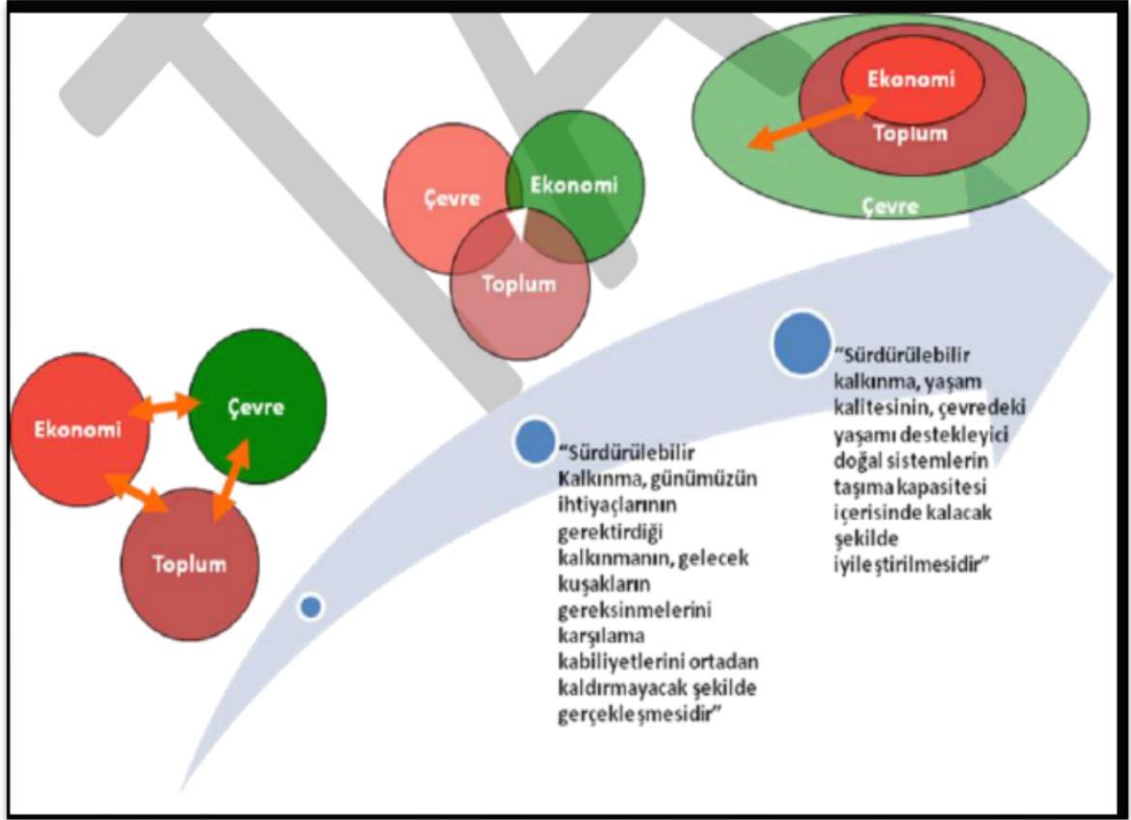 Ekonomi
Toplum
Çevre
Çevre
Ekonomi
Toplum
Ekonomi
Çevre
Toplum
"Sürdürülebilir
Kalkınma, günümüzün
ihtiyaçlarının
gerektirdiği
kalkınmanın, gelecek
kuşakların
gereksinmelerini
karşılama
kabiliyetlerini ortadan
kaldırmayacak şekilde
gerçekleşmesidir"
"Sürdürülebilir
kalkınma, yaşam
kalitesinin, çevredeki
yaşamı destekleyici
doğal sistemlerin
taşıma kapasitesi
içerisinde kalacak
şekilde
iyileştirilmesidir"